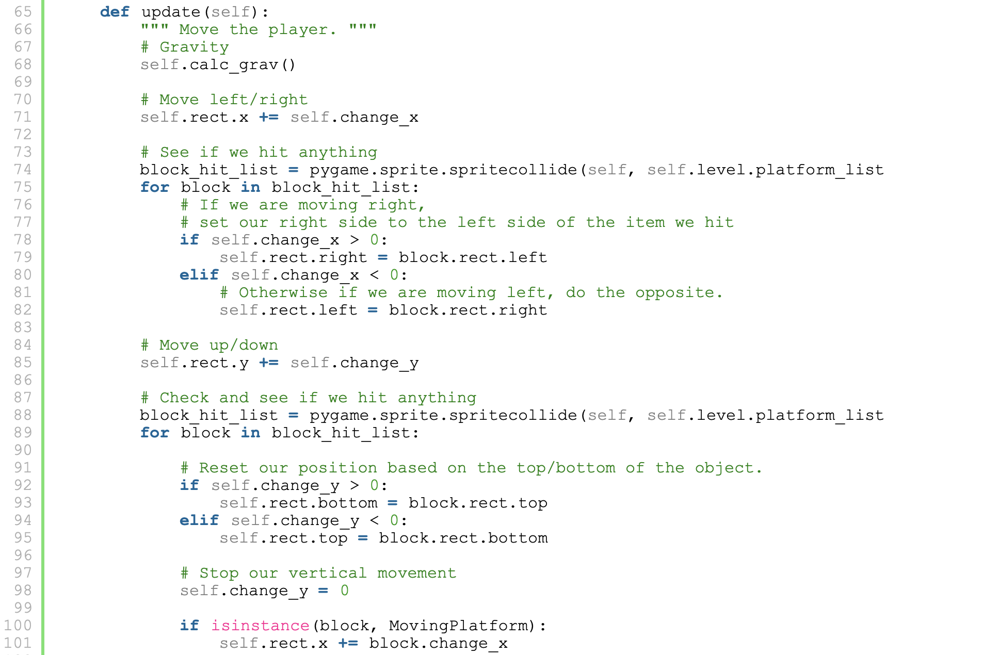 65 def update(self):
66 """ Move the player. """
67 # Gravity
68 self.calc_grav()
69
70 # Move left/right
71 self.rect.x += self.change_x
72
73 # See if we hit anything
74 block_hit_list = pygame.sprite.spritecollide(self, self.level.platform_list
75 for block in block_hit_list:
76 # If we are moving right,
77 # set our right side to the left side of the item we hit
78 if self.change_x > 0:
79 self.rect.right = block.rect.left
80 elif self.change_x < 0:
81 # Otherwise if we are moving left, do the opposite.
82 self.rect.left = block.rect.right
83
84 # Move up/down
85 self.rect.y += self.change_y
86
87 # Check and see if we hit anything
88 block_hit_list = pygame.sprite.spritecollide(self, self.level.platform_list
89 for block in block_hit_list:
90
91 # Reset our position based on the top/bottom of the object.
92 if self.change_y > 0:
93 self.rect.bottom = block.rect.top
94 elif self.change_y < 0:
95 self.rect.top = block.rect.bottom
96
97 # Stop our vertical movement
98 self.change_y = 0
99
100 if isinstance(block, MovingPlatform):
101 self.rect.x += block.change_x